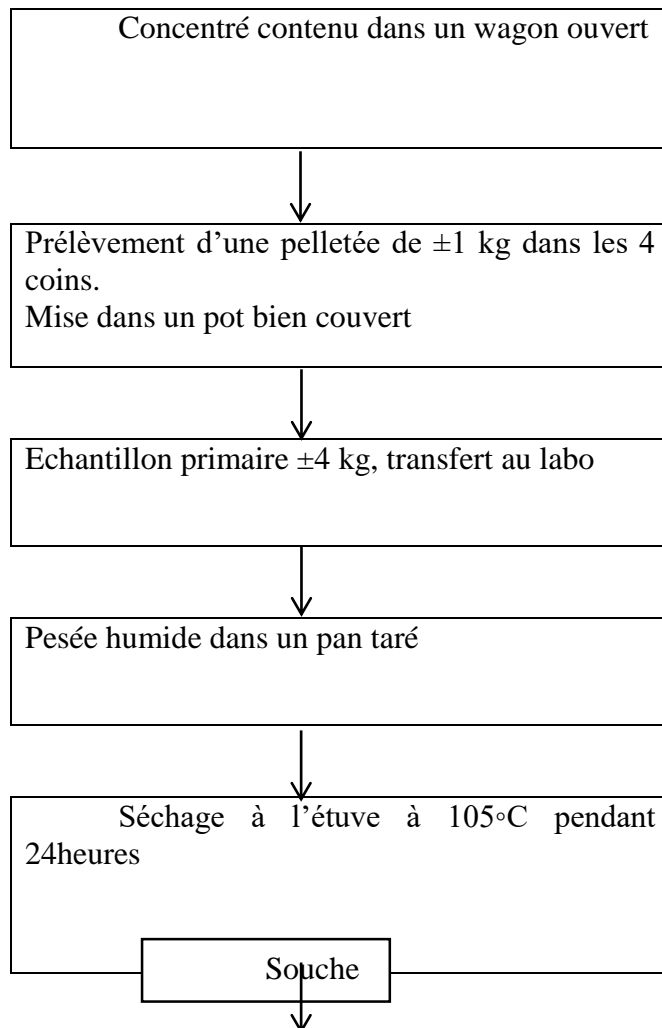 Concentré contenu dans un wagon ouvert
Prélèvement d’une pelletée de ±1 kg dans les 4
coins.
Mise dans un pot bien couvert
Echantillon primaire ±4 kg, transfert au labo
Pesée humide dans un pan taré
Séchage à l’étuve à 105◦C pendant
24heures
Souche